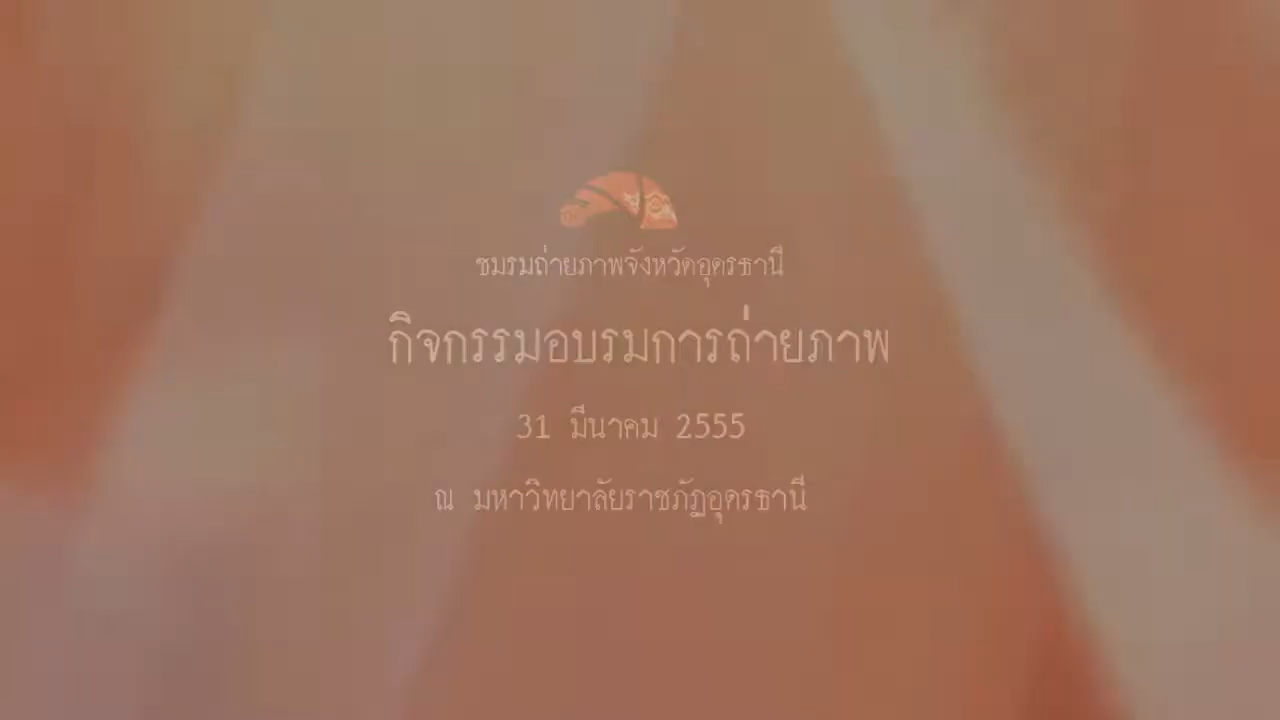 ชมรมถ่ายภาพจังหวัดอุดรธานี
กิจกรรมอบรมการถ่ายภาพ
31 มีนาคม 2555
ณ มหาวิทยาลัยราชภัฏอุดรธานี